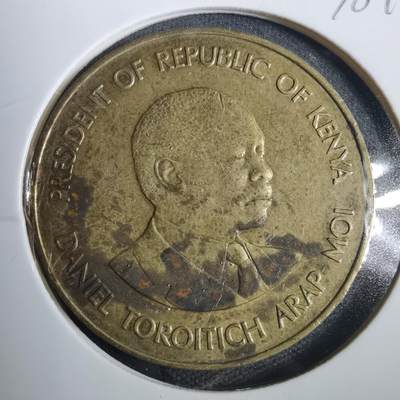 PRESIDENT OF REPUBLIC OF KENYA
DANIEL TOROITICH ARAP MOI